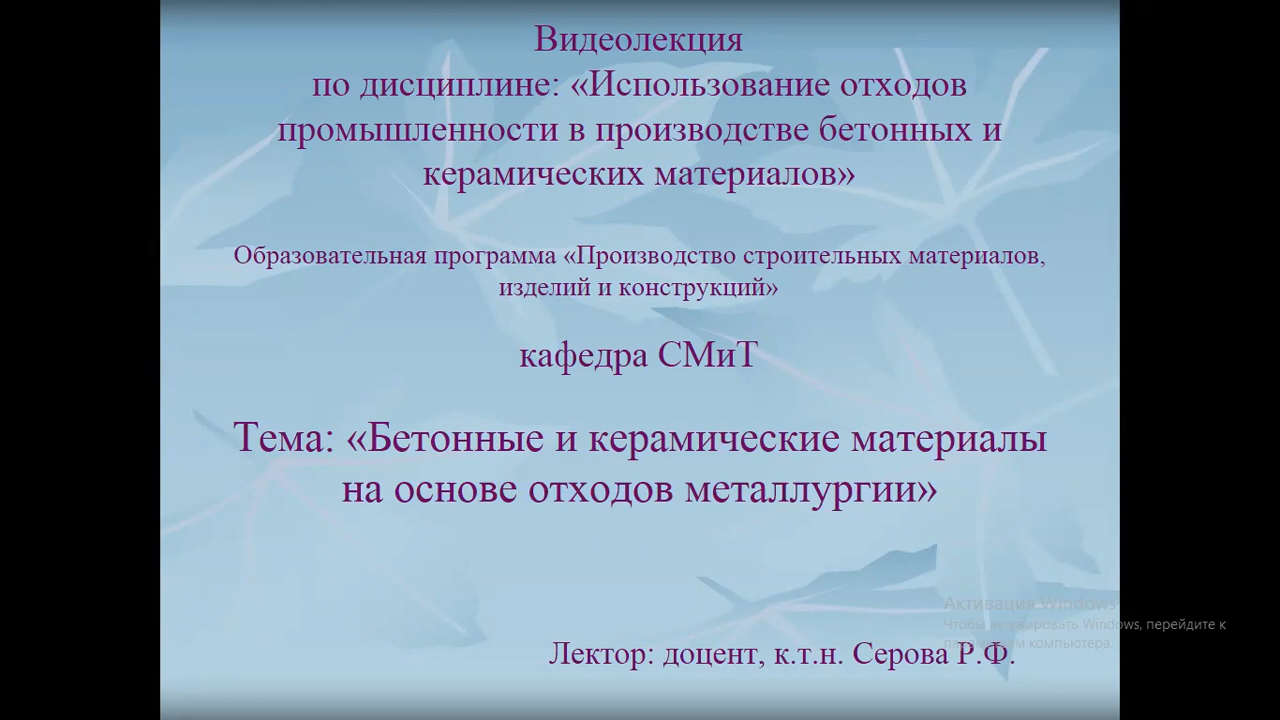 Видеолекция
по дисциплине: «Использование отходов
промышленности в производстве бетонных и
керамических материалов»
Образовательная программа «Производство строительных материалов,
изделий и конструкций»
кафедра СМиТ
Тема: «Бетонные и керамические материалы
на основе отходов металлургии»
Активация Windows
Чтобы активировать Windows, перейдите к
параметрам компьютера.
Лектор: доцент, к.т.н. Серова Р.Ф.